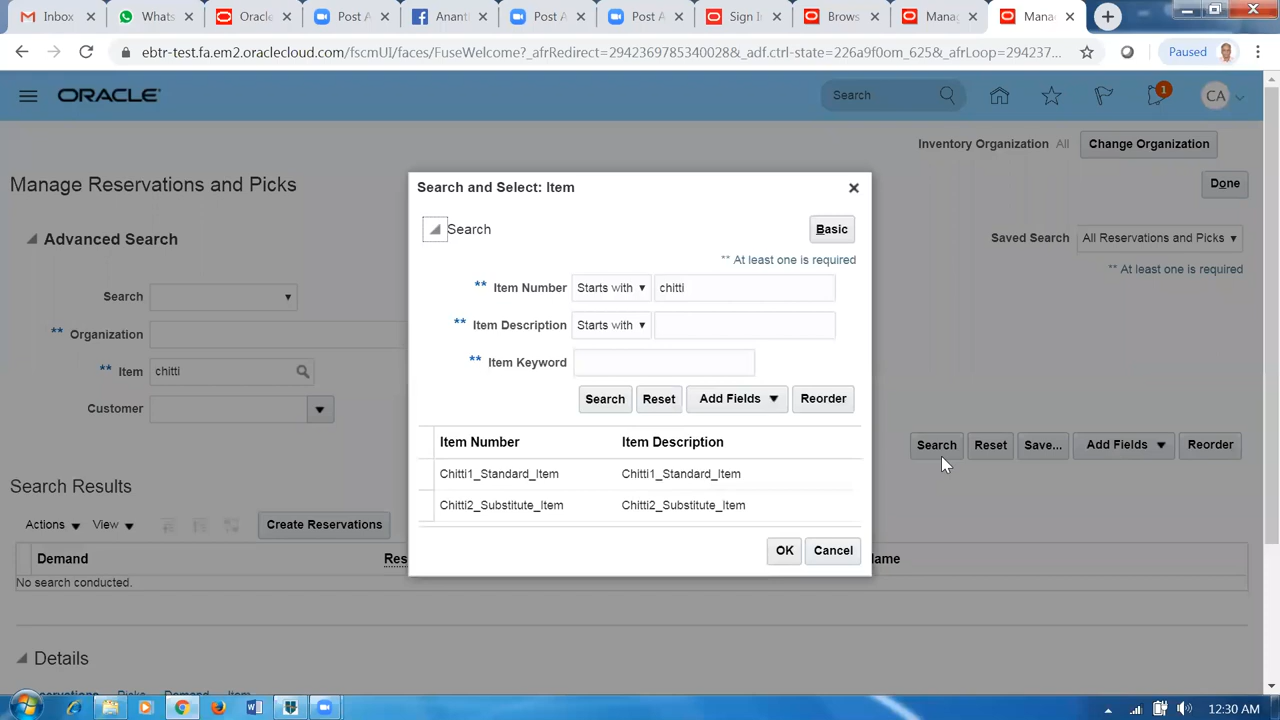 Inbox
Whats
Oracle
Post A
Ananth
Post A
Post A
Sign I
Brows
Mana
Mana
ebtr-test.fa.em2.oraclecloud.com/fscmUI/faces/FuseWelcome?_afrRedirect=29423697853400028&_adf.ctrl-state=226a9f0om_625&_afrLoop=294237...
Paused
ORACLE
Search
1
CA
Inventory Organization All
Change Organization
Manage Reservations and Picks
Done
Advanced Search
Saved Search All Reservations and Picks
** At least one is required
Search
** Organization
** Item chitti
Customer
Search Reset Save... Add Fields Reorder
Search Results
Actions View Create Reservations
Demand Res ame
No search conducted.
Details
Search and Select: Item
Search
Basic
** At least one is required
** Item Number Starts with chitti
** Item Description Starts with
** Item Keyword
Search Reset Add Fields Reorder
Item Number Item Description
Chitti1_Standard_Item Chitti1_Standard_Item
Chitti2_Substitute_Item Chitti2_Substitute_Item
OK Cancel
12:30 AM